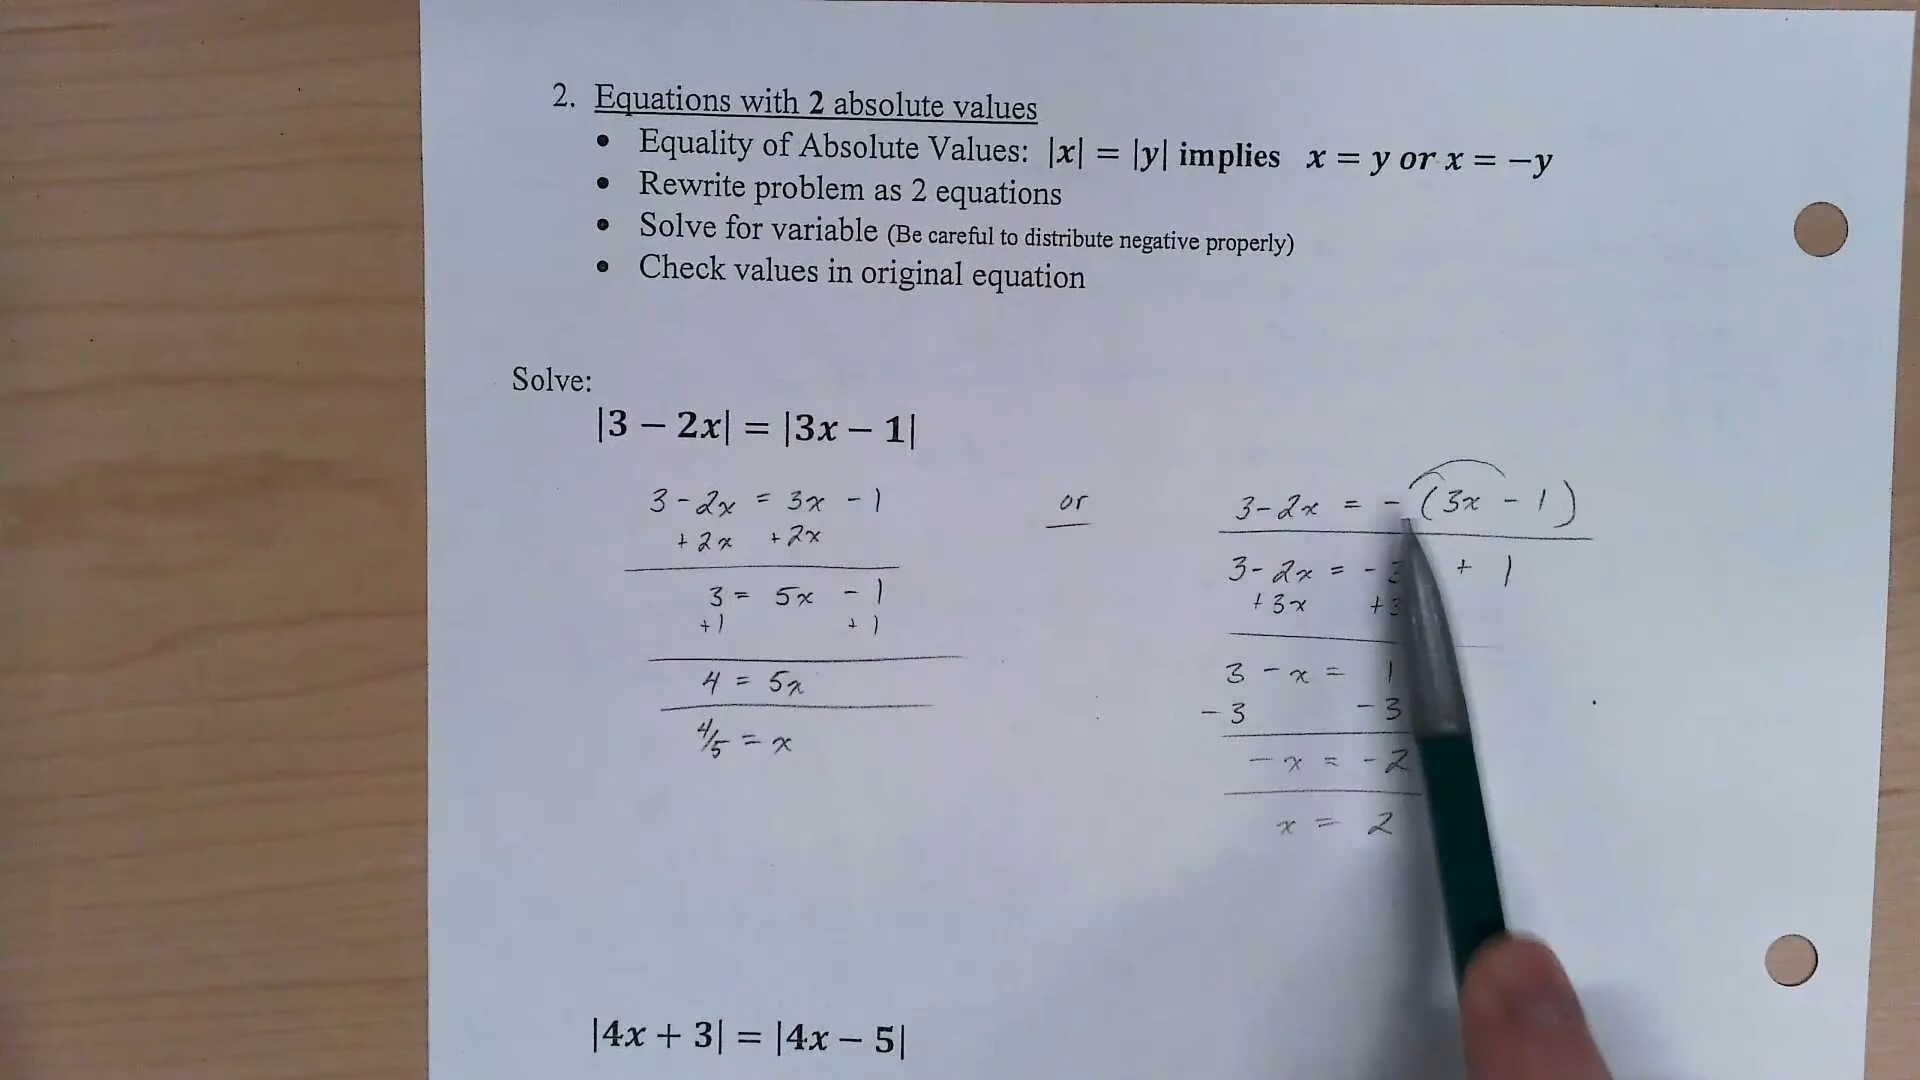 2. Equations with 2 absolute values
• Equality of Absolute Values: |x| = |y| implies x = y or x = −y
• Rewrite problem as 2 equations
• Solve for variable (Be careful to distribute negative properly)
• Check values in original equation
Solve:
|3 − 2x| = |3x − 1|
3 - 2x = 3x - 1
+ 2x + 2x
3 = 5x - 1
+1 + 1
4 = 5x
4/5 = x
or
3 - 2x = - (3x - 1)
3 - 2x = - 3 + 1
+ 3x + 3
3 - x = 1
- 3 - 3
- x = - 2
x = 2
|4x + 3| = |4x − 5|